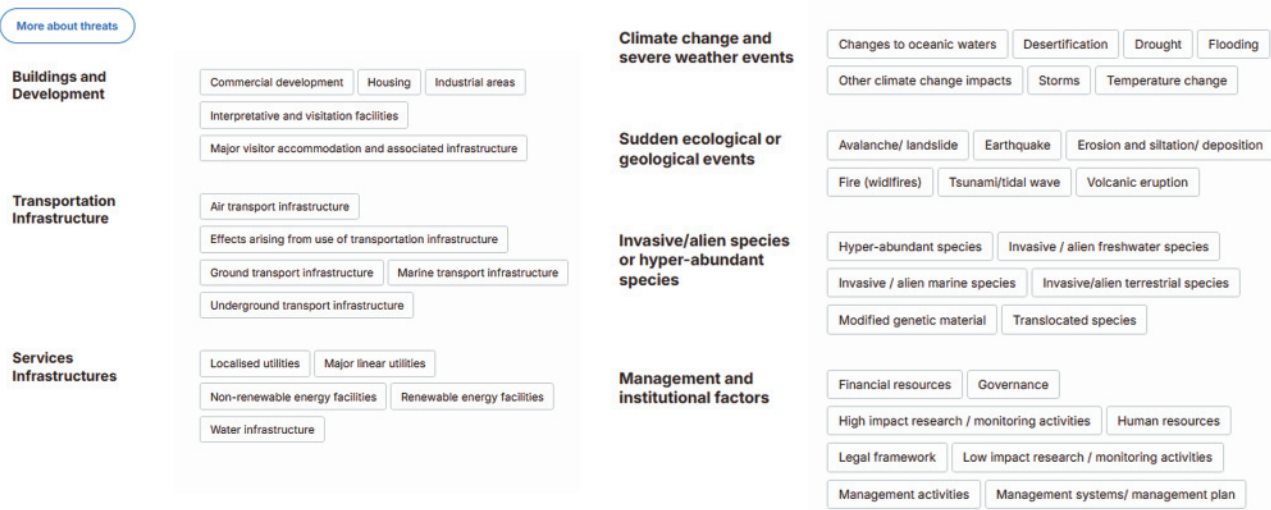 More about threats
Buildings and
Development
Commercial development
Housing
Industrial areas
Interpretative and visitation facilities
Major visitor accommodation and associated infrastructure
Transportation
Infrastructure
Air transport infrastructure
Effects arising from use of transportation infrastructure
Ground transport infrastructure
Marine transport infrastructure
Underground transport infrastructure
Services
Infrastructures
Localised utilities
Major linear utilities
Non-renewable energy facilities
Renewable energy facilities
Water infrastructure
Climate change and
severe weather events
Changes to oceanic waters
Desertification
Drought
Flooding
Other climate change impacts
Storms
Temperature change
Sudden ecological or
geological events
Avalanche/ landslide
Earthquake
Erosion and siltation/ deposition
Fire (widlfires)
Tsunami/tidal wave
Volcanic eruption
Invasive/alien species
or hyper-abundant
species
Hyper-abundant species
Invasive / alien freshwater species
Invasive / alien marine species
Invasive/alien terrestrial species
Modified genetic material
Translocated species
Management and
institutional factors
Financial resources
Governance
High impact research / monitoring activities
Human resources
Legal framework
Low impact research / monitoring activities
Management activities
Management systems/ management plan